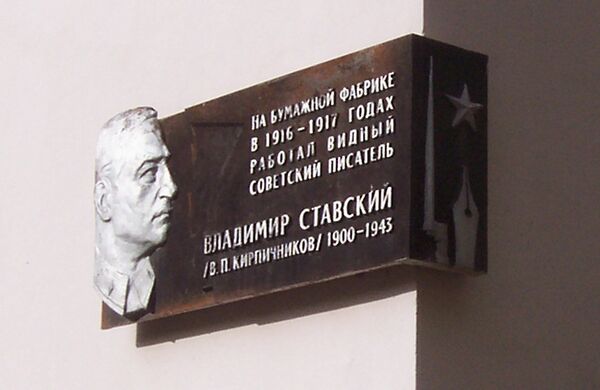 НА БУМАЖНОЙ ФАБРИКЕ
В 1916-1917 ГОДАХ
РАБОТАЛ ВИДНЫЙ
СОВЕТСКИЙ ПИСАТЕЛЬ
ВЛАДИМИР СТАВСКИЙ
/В.П.КИРПИЧНИКОВ/ 1900-1943